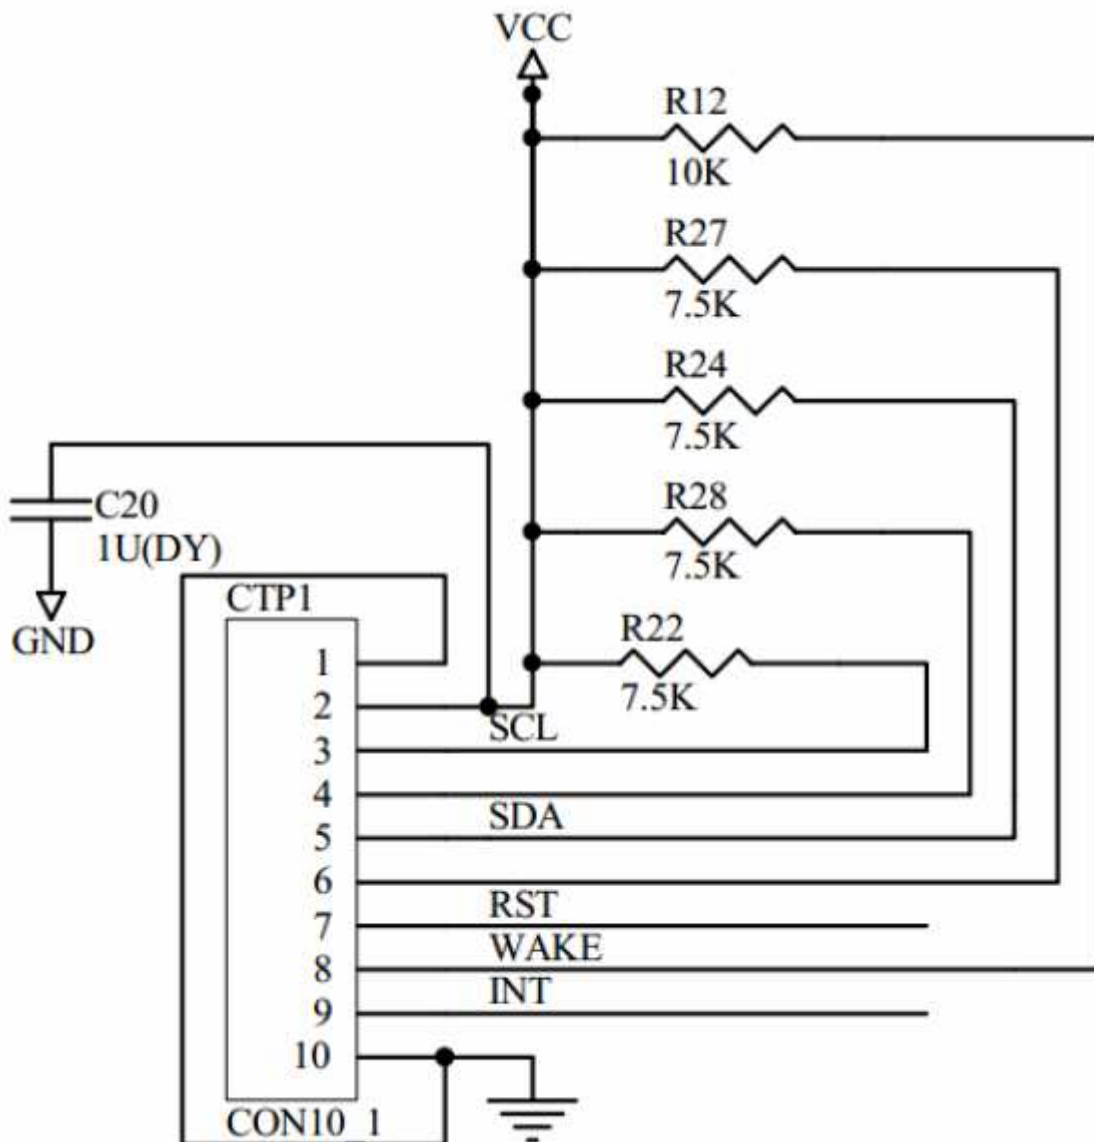 VCC
R12
10K
R27
7.5K
R24
7.5K
C20
1U(DY)
GND
R28
7.5K
CTP1
R22
7.5K
1
2
SCL
3
4
SDA
5
6
RST
7
WAKE
8
INT
9
10
CON10_1